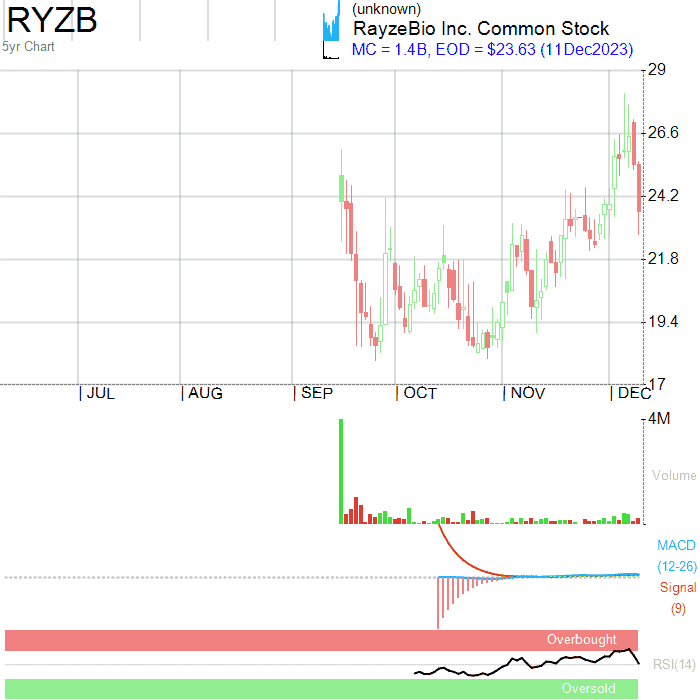 RYZB
(unknown)
RayzeBio Inc. Common Stock
5yr Chart
MC = 1.4B, EOD = $23.63 (11Dec2023)
29
26.6
24.2
21.8
19.4
17
| JUL | AUG | SEP | OCT | NOV | DEC
4M
Volume
MACD
(12-26)
Signal
(9)
Overbought
RSI(14)
Oversold